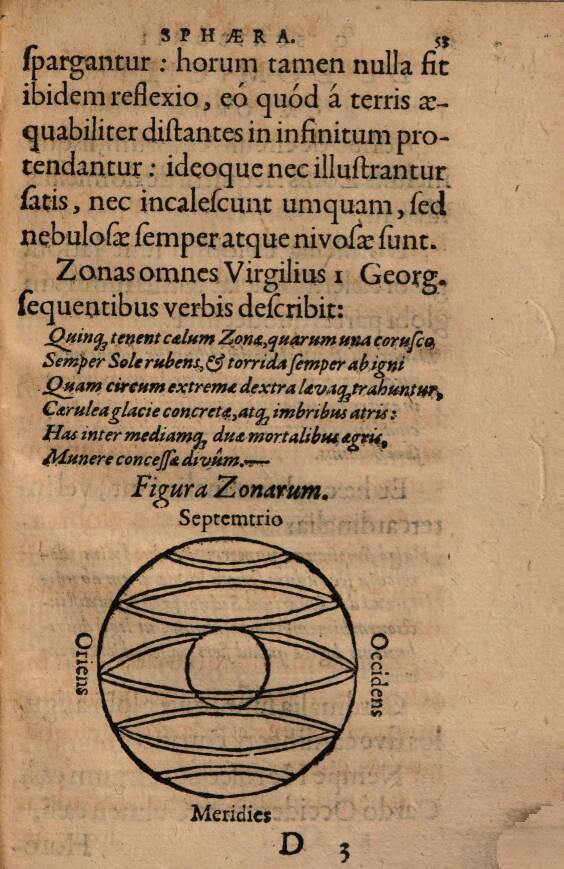 SPHÆRA. 53
ſpargantur : horum tamen nulla fit
ibidem reflexio, eó quód á terris æ-
quabiliter diſtantes in infinitum pro-
tendantur : ideoque nec illuſtrantur
ſatis, nec incaleſcunt umquam, ſed
nebuloſæ ſemper atque nivoſæ ſunt.
Zonas omnes Virgilius 1 Georg.
ſequentibus verbis deſcribit:
Quinq; tenent cælum Zonæ, quarum una coruſco,
Semper Sole rubens, & torrida ſemper ab igni
Quam circum extremæ dextra lævaq; trahuntur,
Cærulea glacie concretæ, atq; imbribus atris:
Has inter mediamq; duæ mortalibus ægris,
Munere conceſſæ divûm.—
Figura Zonarum.
Septemtrio
Oriens
Occidens
Meridies
D 3